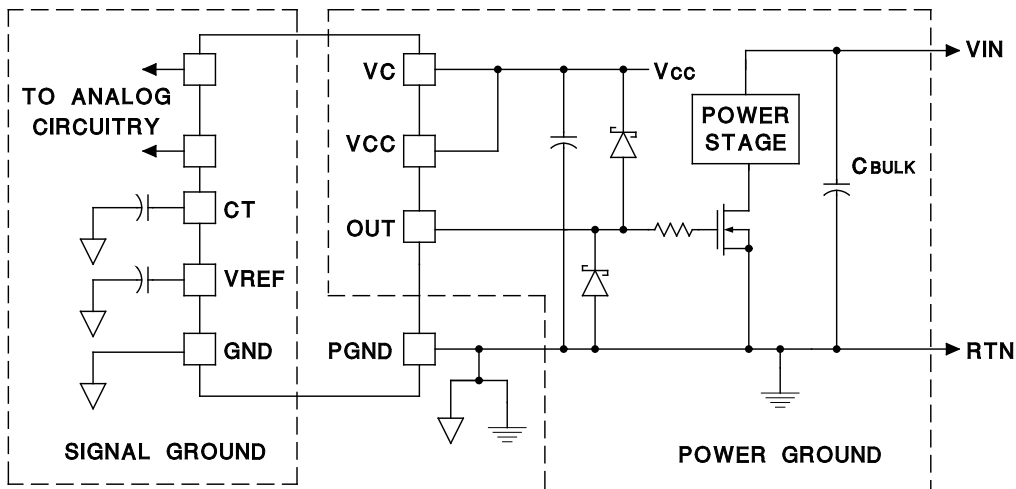 TO ANALOG
CIRCUITRY
CT
VREF
GND
SIGNAL GROUND
VC
VCC
OUT
PGND
Vcc
POWER
STAGE
CBULK
VIN
RTN
POWER GROUND